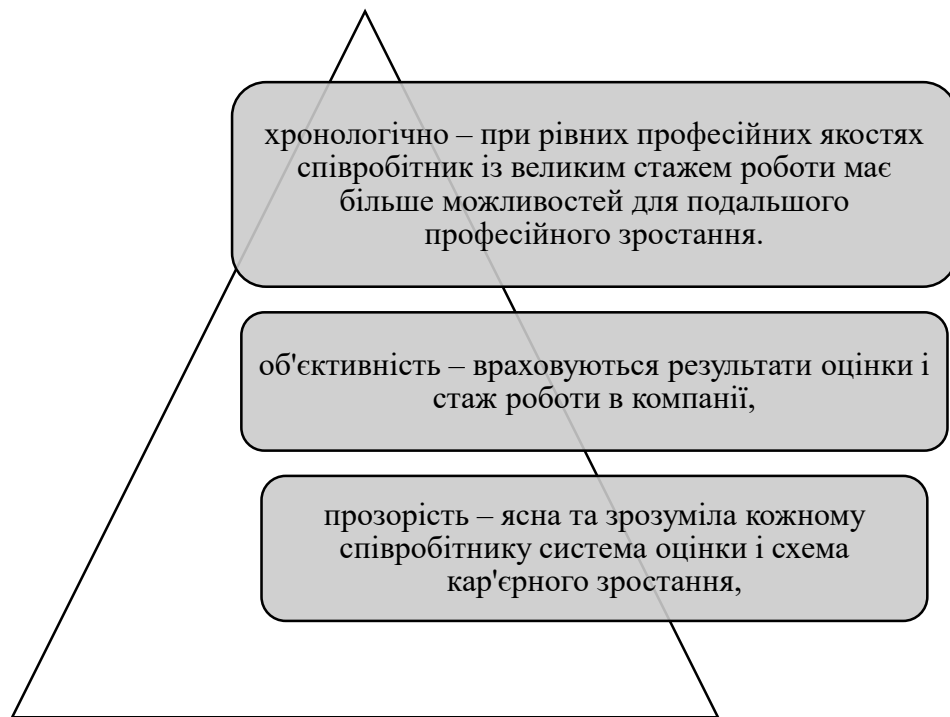 хронологічно – при рівних професійних якостях
співробітник із великим стажем роботи має
більше можливостей для подальшого
професійного зростання.
об'єктивність – враховуються результати оцінки і
стаж роботи в компанії,
прозорість – ясна та зрозуміла кожному
співробітнику система оцінки і схема
кар'єрного зростання,